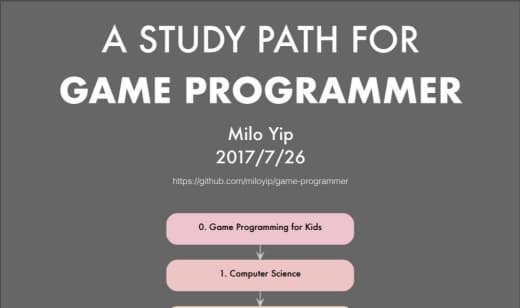 A STUDY PATH FOR
GAME PROGRAMMER
Milo Yip
2017/7/26
https://github.com/miloyip/game-programmer
0. Game Programming for Kids
1. Computer Science